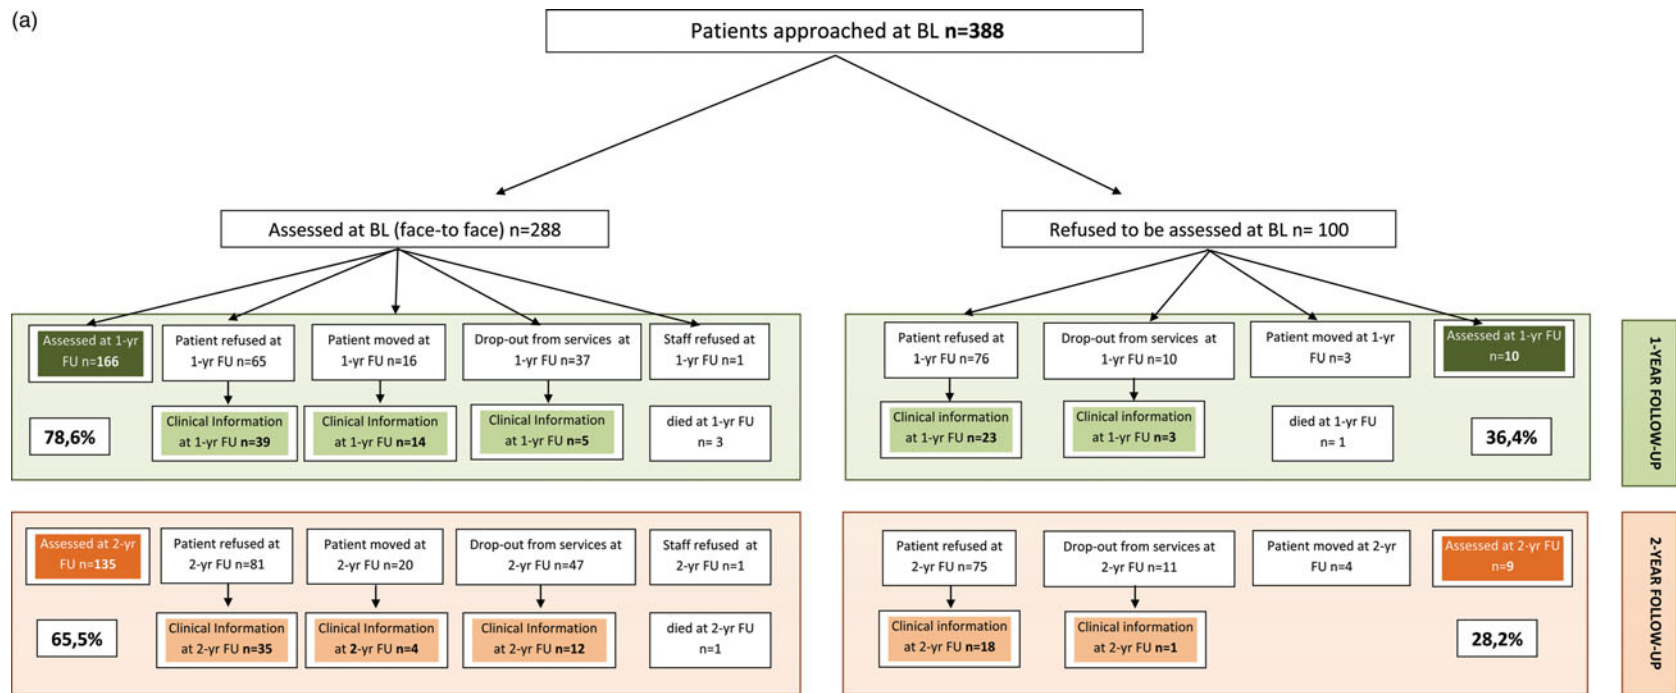 (a)
Patients approached at BL n=388
Assessed at BL (face-to face) n=288
Refused to be assessed at BL n= 100
Assessed at 1-yr
FU n=166
Patient refused at
1-yr FU n=65
Patient moved at
1-yr FU n=16
Drop-out from services at
1-yr FU n=37
Staff refused at
1-yr FU n=1
78,6%
Clinical Information
at 1-yr FU n=39
Clinical Information
at 1-yr FU n=14
Clinical Information
at 1-yr FU n=5
died at 1-yr FU
n= 3
Patient refused at
1-yr FU n=76
Drop-out from services at
1-yr FU n=10
Patient moved at 1-yr
FU n=3
Assessed at 1-yr FU
n=10
Clinical information
at 1-yr FU n=23
Clinical information
at 1-yr FU n=3
died at 1-yr FU
n= 1
36,4%
1-YEAR FOLLOW-UP
Assessed at 2-yr
FU n=135
Patient refused at
2-yr FU n=81
Patient moved at
2-yr FU n=20
Drop-out from services at
2-yr FU n=47
Staff refused at
2-yr FU n=1
65,5%
Clinical Information
at 2-yr FU n=35
Clinical Information
at 2-yr FU n=4
Clinical Information
at 2-yr FU n=12
died at 2-yr FU
n=1
Patient refused at
2-yr FU n=75
Drop-out from services at
2-yr FU n=11
Patient moved at 2-yr
FU n=4
Assessed at 2-yr FU
n=9
Clinical information
at 2-yr FU n=18
Clinical information
at 2-yr FU n=1
28,2%
2-YEAR FOLLOW-UP